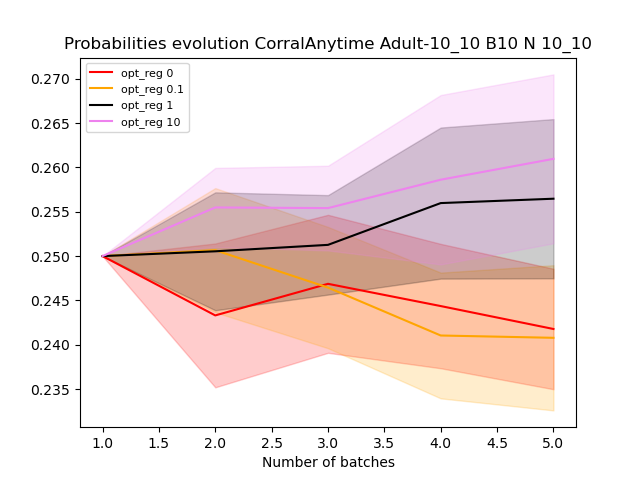 Probabilities evolution CorralAnytime Adult-10_10 B10 N 10_10
opt_reg 0
opt_reg 0.1
opt_reg 1
opt_reg 10
0.270
0.265
0.260
0.255
0.250
0.245
0.240
0.235
1.0 1.5 2.0 2.5 3.0 3.5 4.0 4.5 5.0
Number of batches